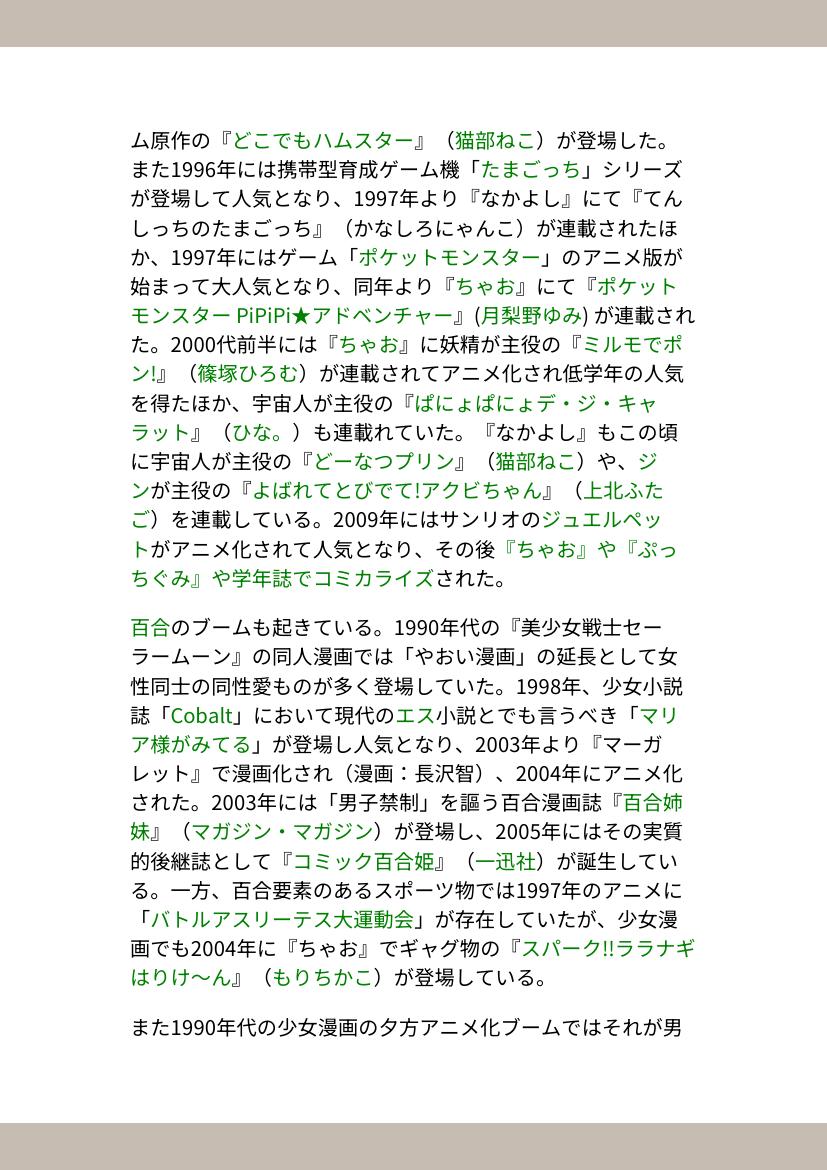 ム原作の『どこでもハムスター』（猫部ねこ）が登場した。
また1996年には携帯型育成ゲーム機「たまごっち」シリーズ
が登場して人気となり、1997年より『なかよし』にて『てん
しっちのたまごっち』（かなしろにゃんこ）が連載されたほ
か、1997年にはゲーム「ポケットモンスター」のアニメ版が
始まって大人気となり、同年より『ちゃお』にて『ポケット
モンスター PiPiPi★アドベンチャー』(月梨野ゆみ) が連載され
た。2000代前半には『ちゃお』に妖精が主役の『ミルモでポ
ン!』（篠塚ひろむ）が連載されてアニメ化され低学年の人気
を得たほか、宇宙人が主役の『ぱにょぱにょデ・ジ・キャ
ラット』（ひな。）も連載れていた。『なかよし』もこの頃
に宇宙人が主役の『どーなつプリン』（猫部ねこ）や、ジ
ンが主役の『よばれてとびでて!アクビちゃん』（上北ふた
ご）を連載している。2009年にはサンリオのジュエルペッ
トがアニメ化されて人気となり、その後『ちゃお』や『ぷっ
ちぐみ』や学年誌でコミカライズされた。
百合のブームも起きている。1990年代の『美少女戦士セー
ラームーン』の同人漫画では「やおい漫画」の延長として女
性同士の同性愛ものが多く登場していた。1998年、少女小説
誌「Cobalt」において現代のエス小説とでも言うべき「マリ
ア様がみてる」が登場し人気となり、2003年より『マーガ
レット』で漫画化され（漫画：長沢智）、2004年にアニメ化
された。2003年には「男子禁制」を謳う百合漫画誌『百合姉
妹』（マガジン・マガジン）が登場し、2005年にはその実質
的後継誌として『コミック百合姫』（一迅社）が誕生してい
る。一方、百合要素のあるスポーツ物では1997年のアニメに
「バトルアスリーテス大運動会」が存在していたが、少女漫
画でも2004年に『ちゃお』でギャグ物の『スパーク!!ララナギ
はりけ〜ん』（もりちかこ）が登場している。
また1990年代の少女漫画の夕方アニメ化ブームではそれが男